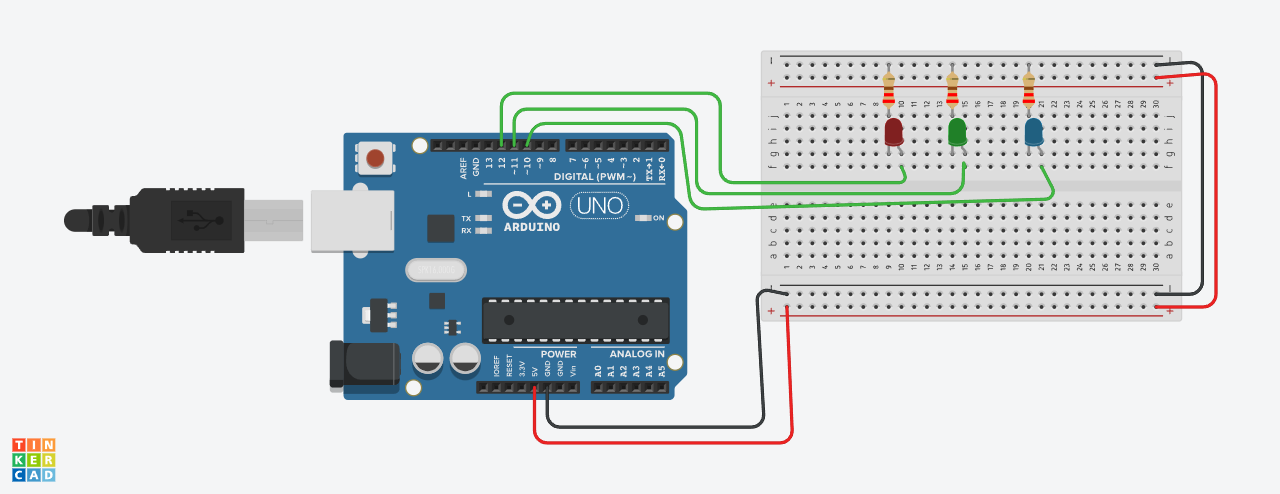 1 2 3 4 5 6 7 8 9 10 11 12 13 14 15 16 17 18 19 20 21 22 23 24 25 26 27 28 29 30
j
i
h
g
f
AREF
GND
13
12
~11
~10
~9
8
7
~6
~5
4
~3
2
TX→1
RX←0
DIGITAL (PWM~)
L
TX
RX
ARDUINO
UNO
ON
e
d
c
b
a
1 2 3 4 5 6 7 8 9 10 11 12 13 14 15 16 17 18 19 20 21 22 23 24 25 26 27 28 29 30
POWER
ANALOG IN
IOREF
RESET
3.3V
5V
GND
GND
Vin
A0
A1
A2
A3
A4
A5
TIN
KER
CAD